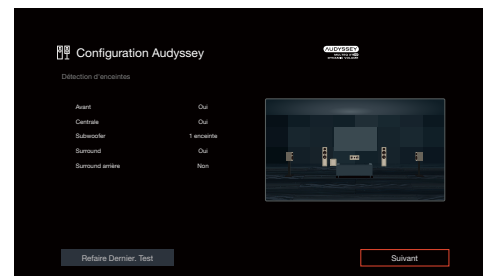 Configuration Audyssey
AUDYSSEY
Détection d'enceintes
Avant Oui
Centrale Oui
Subwoofer 1 enceinte
Surround Oui
Surround arrière Non
Refaire Dernier. Test Suivant